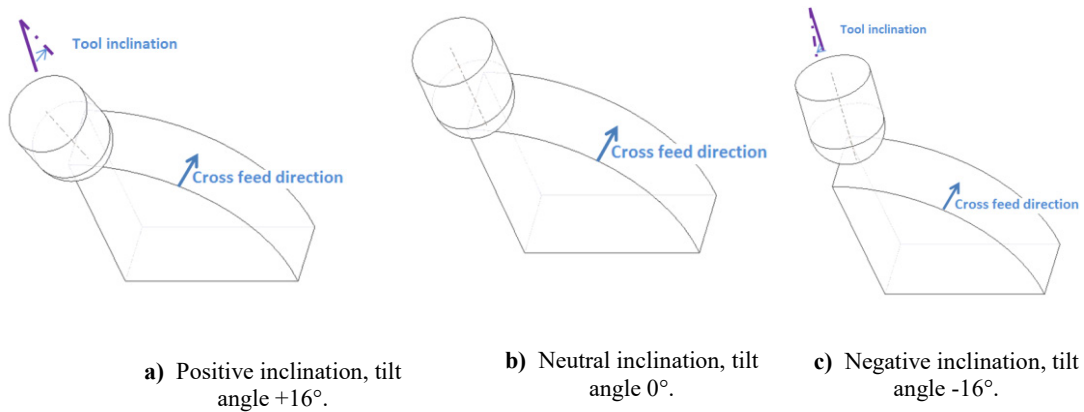 Tool inclination
Cross feed direction
a) Positive inclination, tilt
angle +16°.
Cross feed direction
b) Neutral inclination, tilt
angle 0°.
Tool inclination
Cross feed direction
c) Negative inclination, tilt
angle -16°.